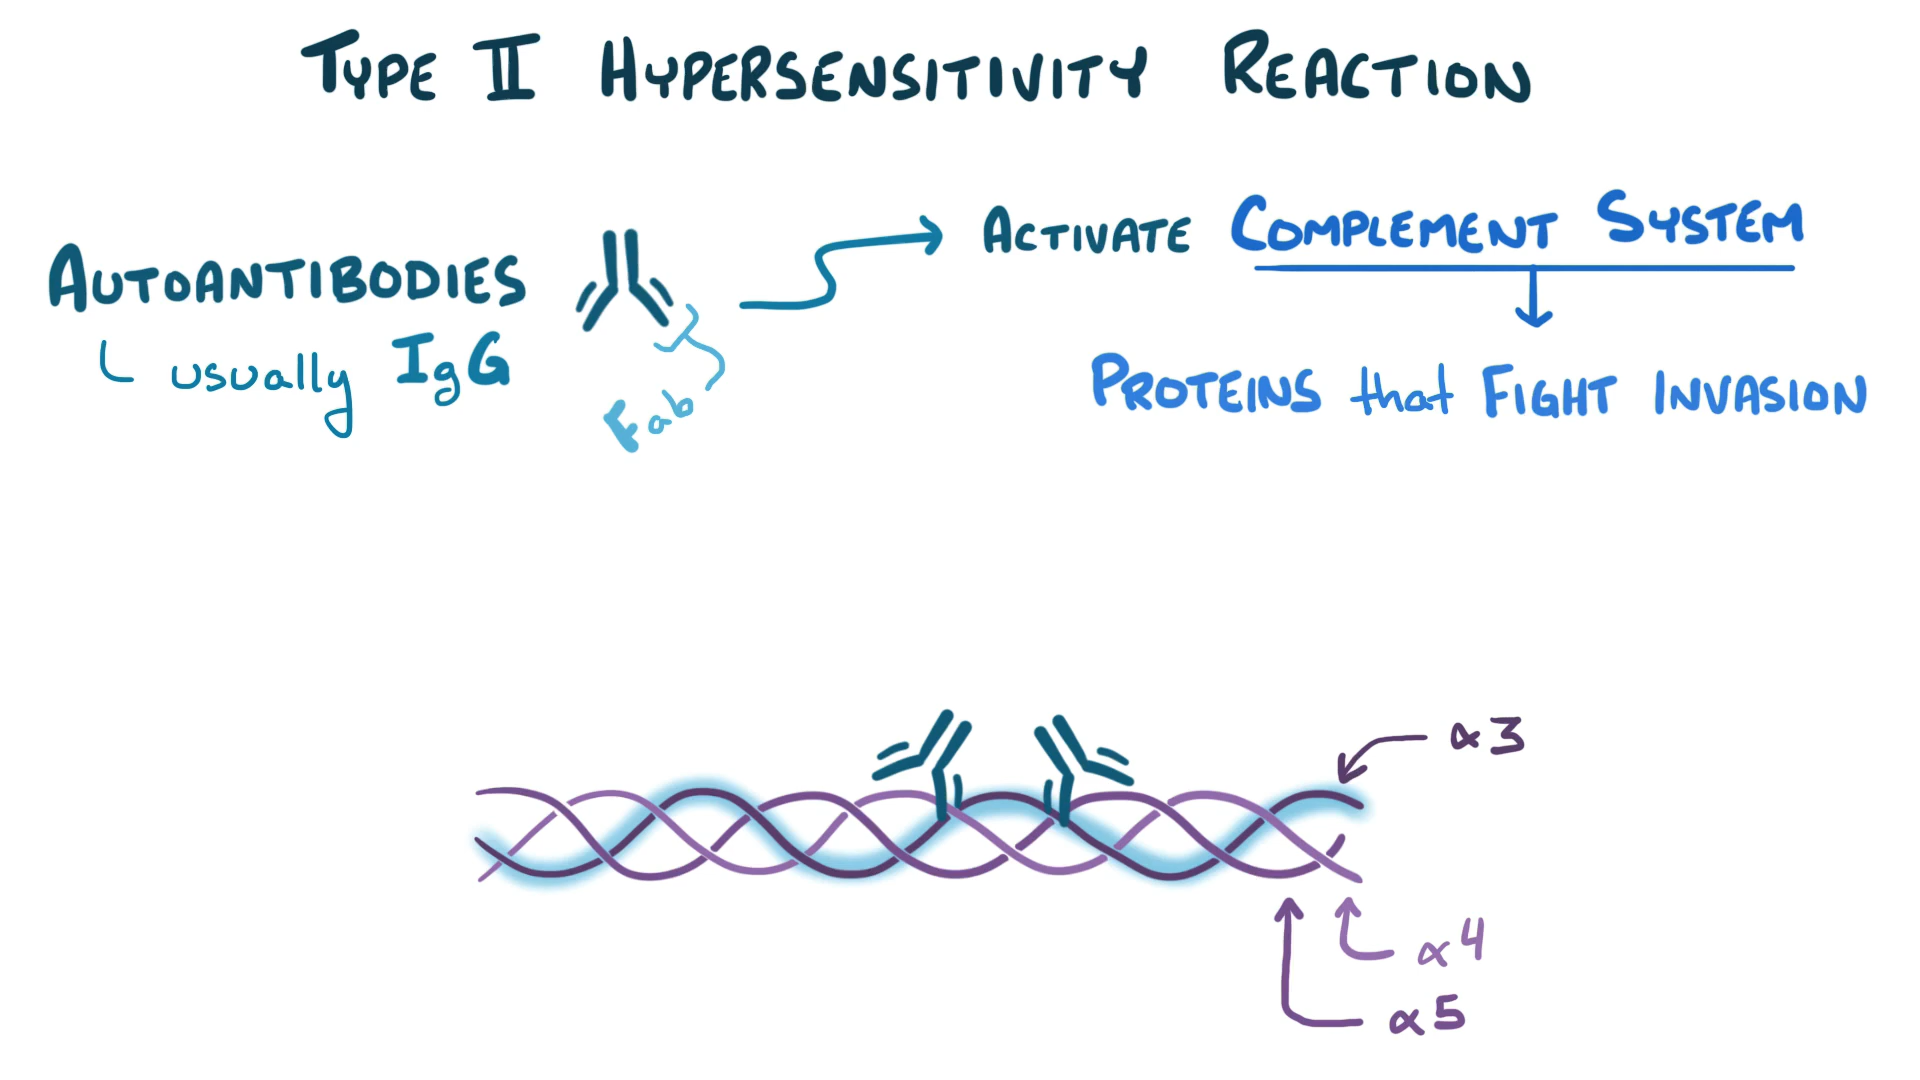 TYPE II HYPERSENSITIVITY REACTION
AUTOANTIBODIES
usually IgG
Fab
ACTIVATE COMPLEMENT SYSTEM
PROTEINS that FIGHT INVASION
α3
α4
α5